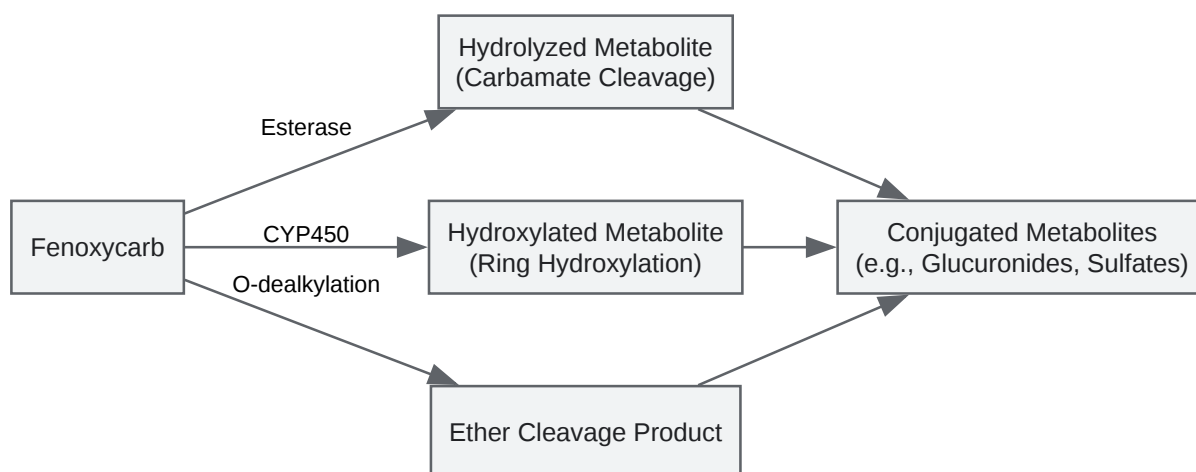 Hydrolyzed Metabolite
(Carbamate Cleavage)
Esterase
Fenoxycarb
CYP450
Hydroxylated Metabolite
(Ring Hydroxylation)
Conjugated Metabolites
(e.g., Glucuronides, Sulfates)
O-dealkylation
Ether Cleavage Product